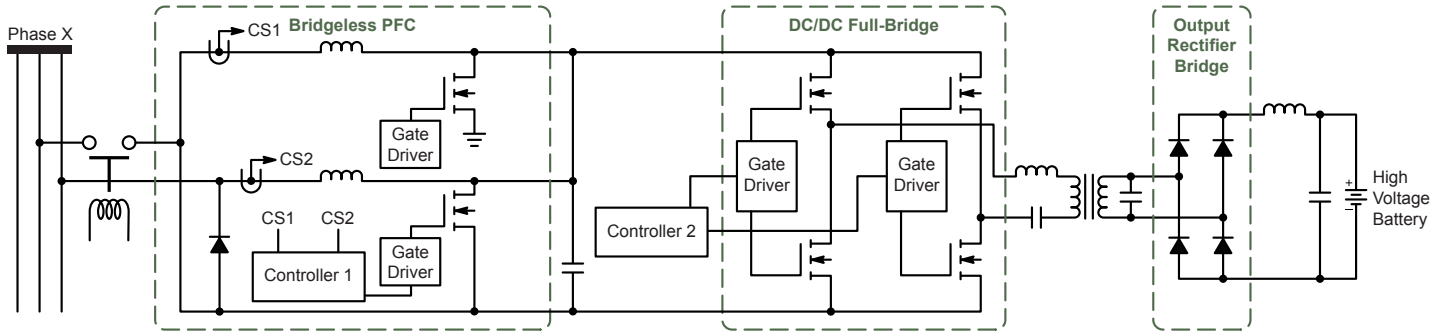 Phase X
CS1
Bridgeless PFC
DC/DC Full-Bridge
Output
Rectifier
Bridge
Gate
Driver
CS2
Gate
Driver
Gate
Driver
CS1
CS2
Controller 1
Gate
Driver
Controller 2
+
–
High
Voltage
Battery